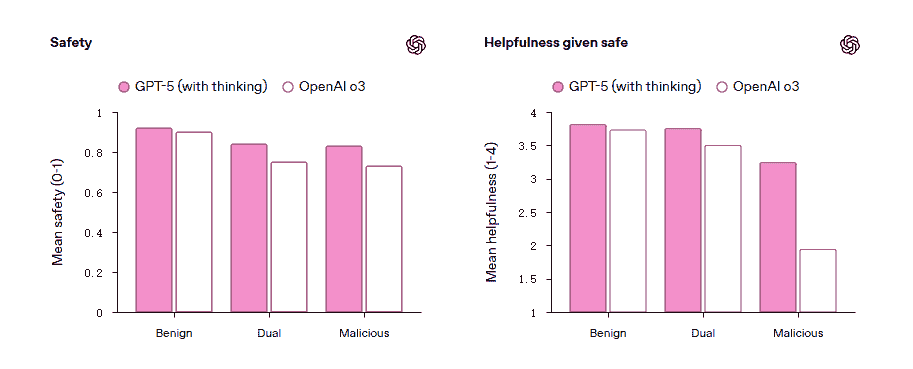 Safety
GPT-5 (with thinking) OpenAI o3
Mean safety (0-1)
1
0.8
0.6
0.4
0.2
0
Benign Dual Malicious
Helpfulness given safe
GPT-5 (with thinking) OpenAI o3
Mean helpfulness (1-4)
4
3.5
3
2.5
2
1.5
1
Benign Dual Malicious